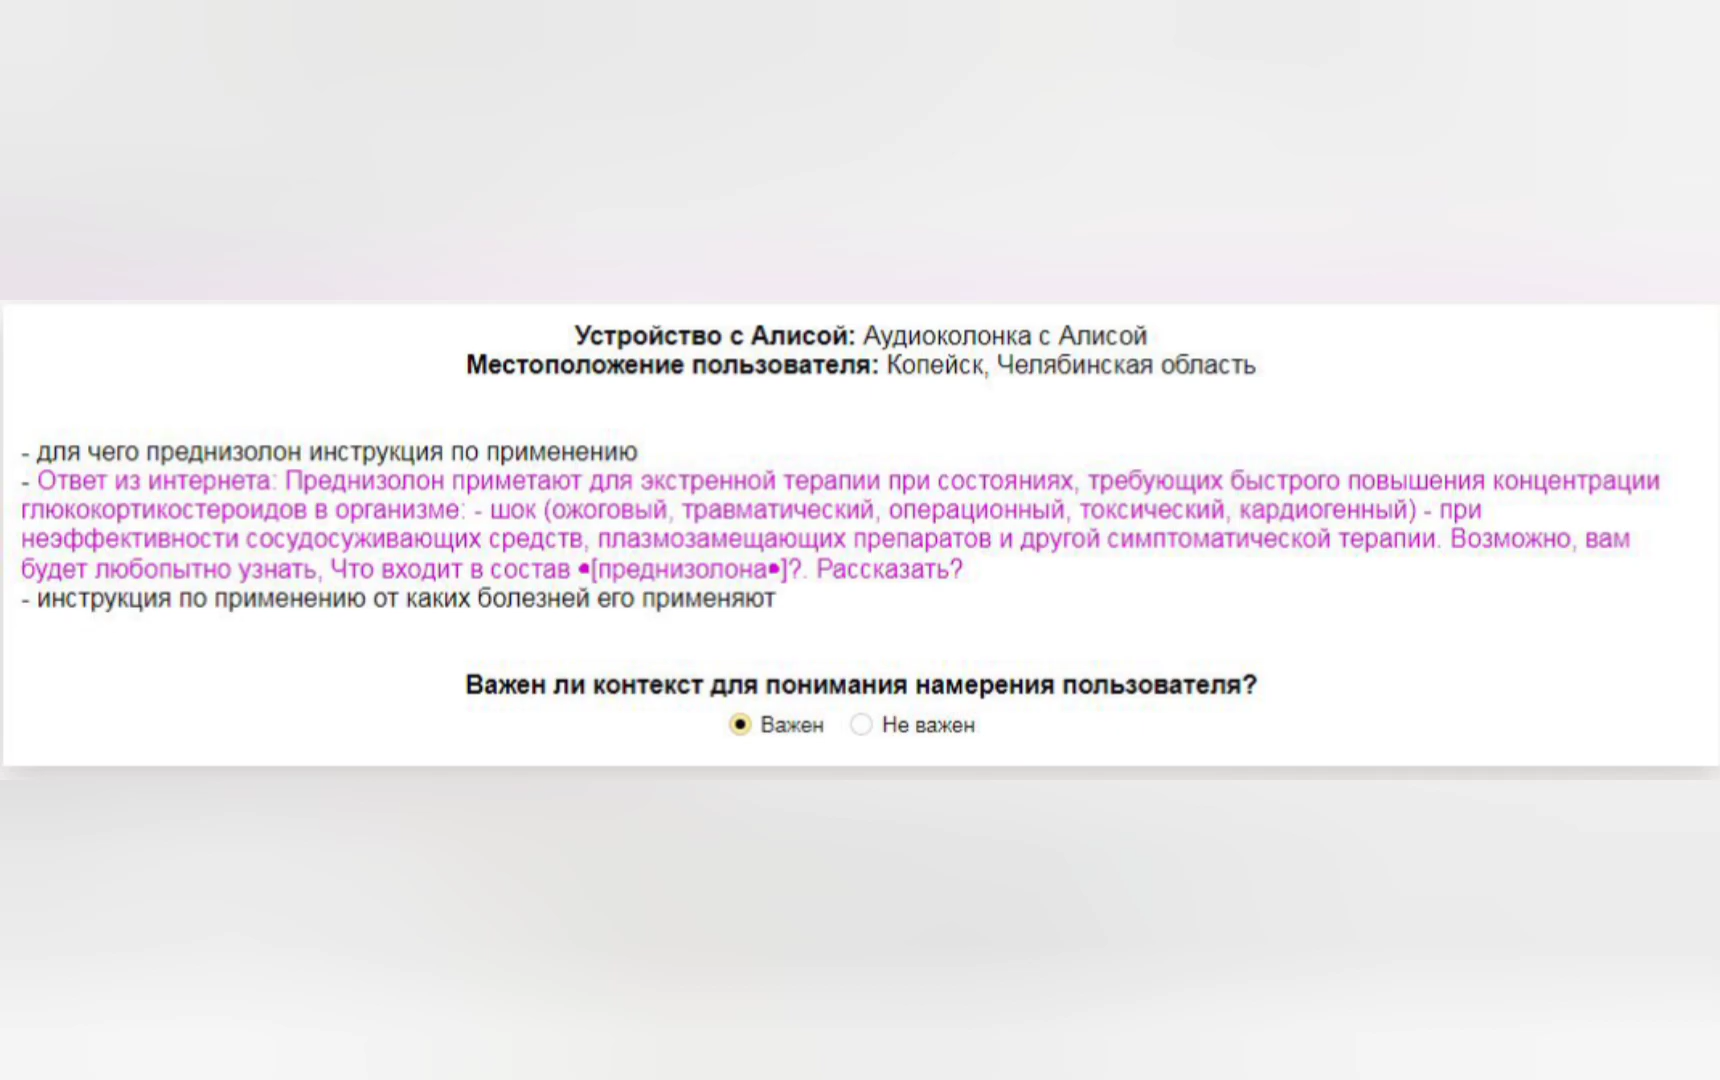 Устройство с Алисой: Аудиоколонка с Алисой
Местоположение пользователя: Копейск, Челябинская область
- для чего преднизолон инструкция по применению
- Ответ из интернета: Преднизолон приметают для экстренной терапии при состояниях, требующих быстрого повышения концентрации
глюкокортикостероидов в организме: - шок (ожоговый, травматический, операционный, токсический, кардиогенный) - при
неэффективности сосудосуживающих средств, плазмозамещающих препаратов и другой симптоматической терапии. Возможно, вам
будет любопытно узнать, Что входит в состав •[преднизолона•]?. Рассказать?
- инструкция по применению от каких болезней его применяют
Важен ли контекст для понимания намерения пользователя?
Важен Не важен